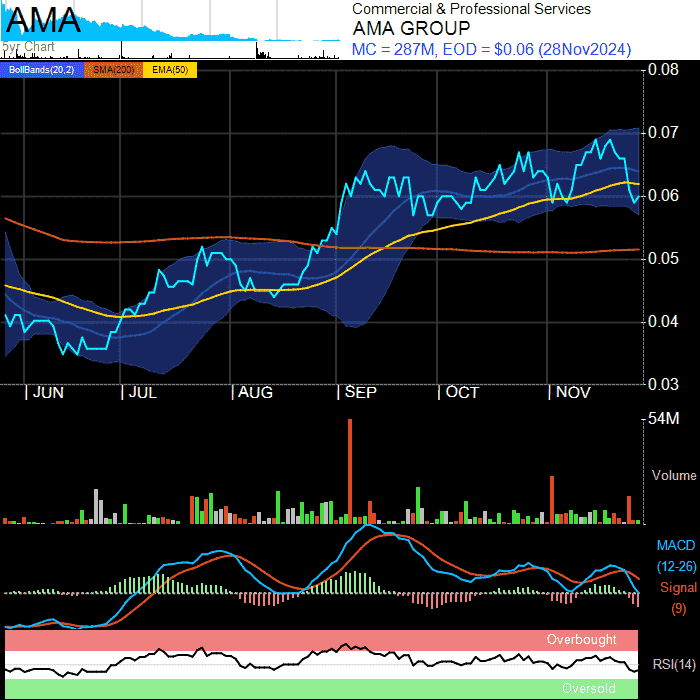 AMA
5yr Chart
Commercial & Professional Services
AMA GROUP
MC = 287M, EOD = $0.06 (28Nov2024)
BollBands(20,2) SMA(200) EMA(50)
0.08
0.07
0.06
0.05
0.04
0.03
JUN JUL AUG SEP OCT NOV
54M
Volume
MACD
(12-26)
Signal
(9)
Overbought
RSI(14)
Oversold